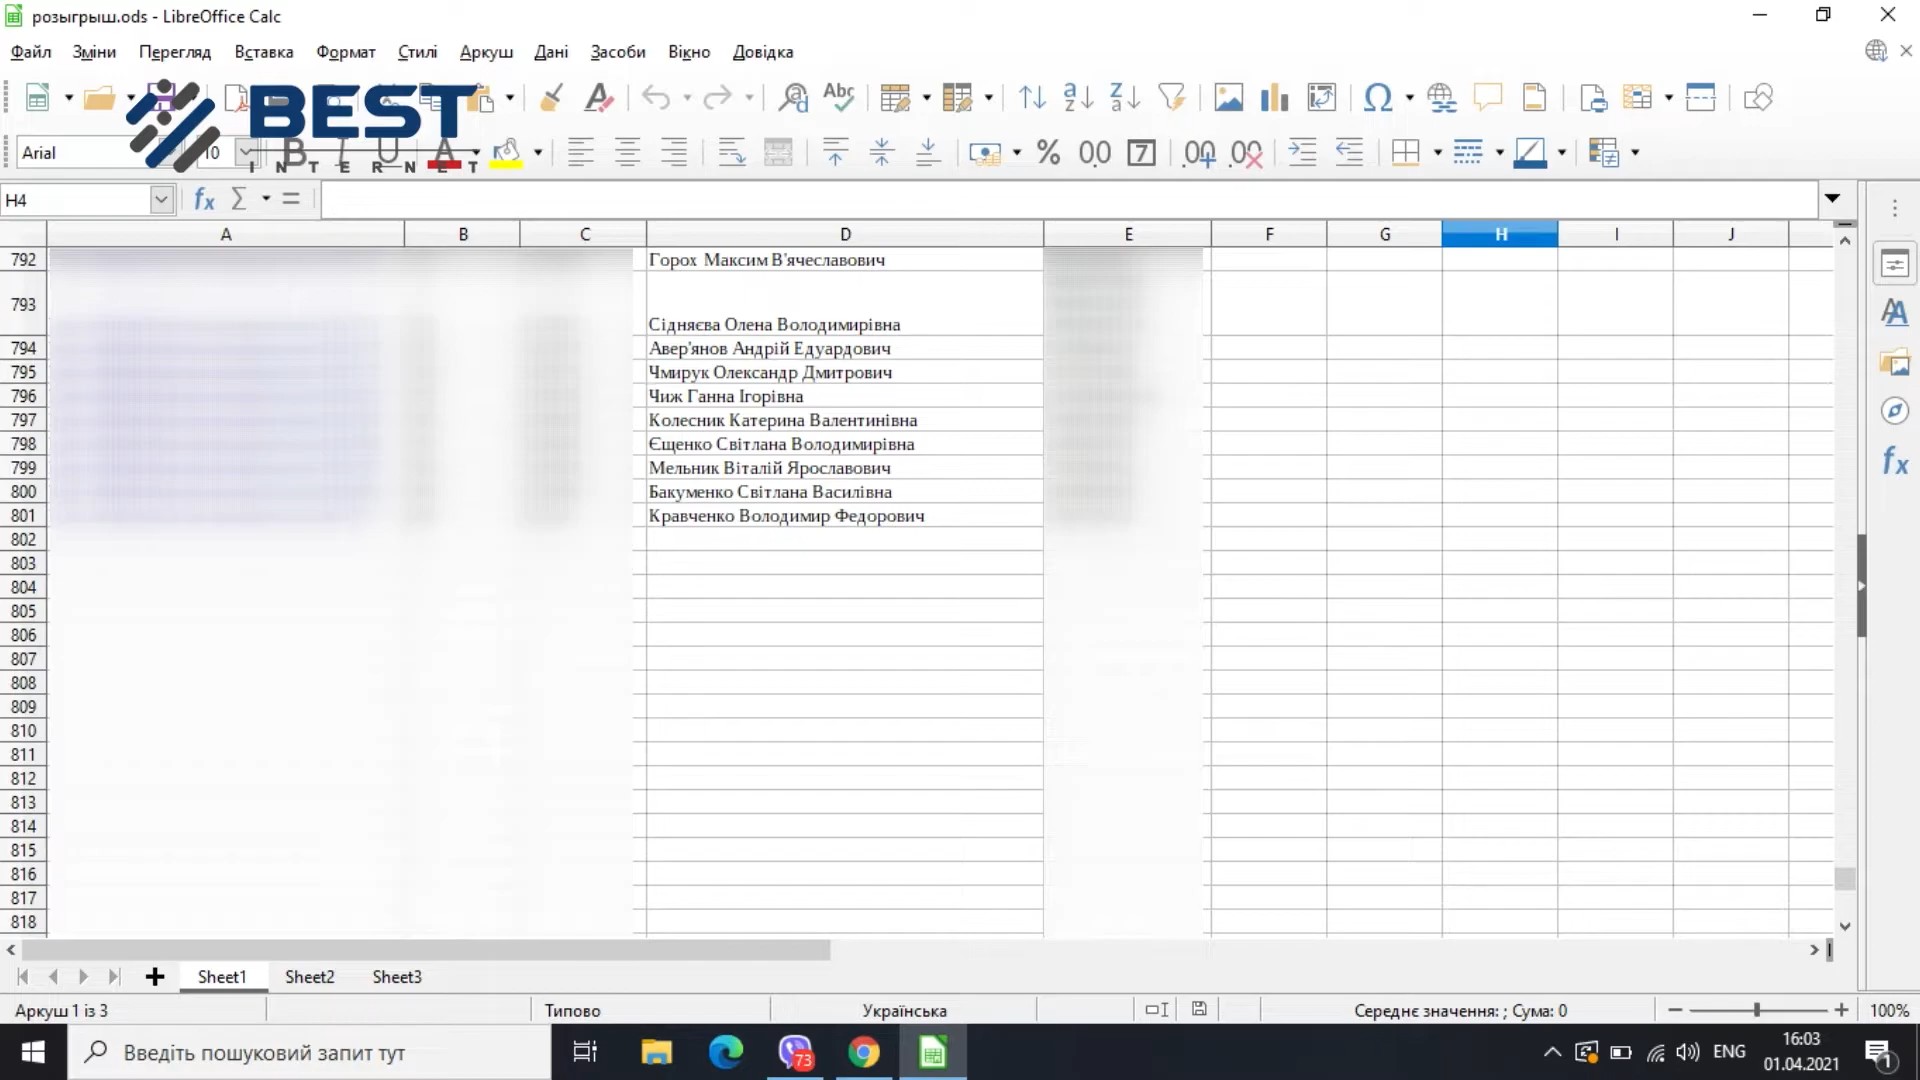 розыгрыш.ods - LibreOffice Calc
Файл Зміни Перегляд Вставка Формат Стилі Аркуш Дані Засоби Вікно Довідка
BEST
INTERNET
Arial 10
H4
A B C D E F G H I J
792 Горох Максим В'ячеславович
793 Сідняєва Олена Володимирівна
794 Авер'янов Андрій Едуардович
795 Чмирук Олександр Дмитрович
796 Чиж Ганна Ігорівна
797 Колесник Катерина Валентинівна
798 Єщенко Світлана Володимирівна
799 Мельник Віталій Ярославович
800 Бакуменко Світлана Василівна
801 Кравченко Володимир Федорович
802
803
804
805
806
807
808
809
810
811
812
813
814
815
816
817
818
Sheet1 Sheet2 Sheet3
Аркуш 1 із 3 Типово Українська Середнє значення: ; Сума: 0 100%
Введіть пошуковий запит тут 73 ENG 16:03
01.04.2021 1